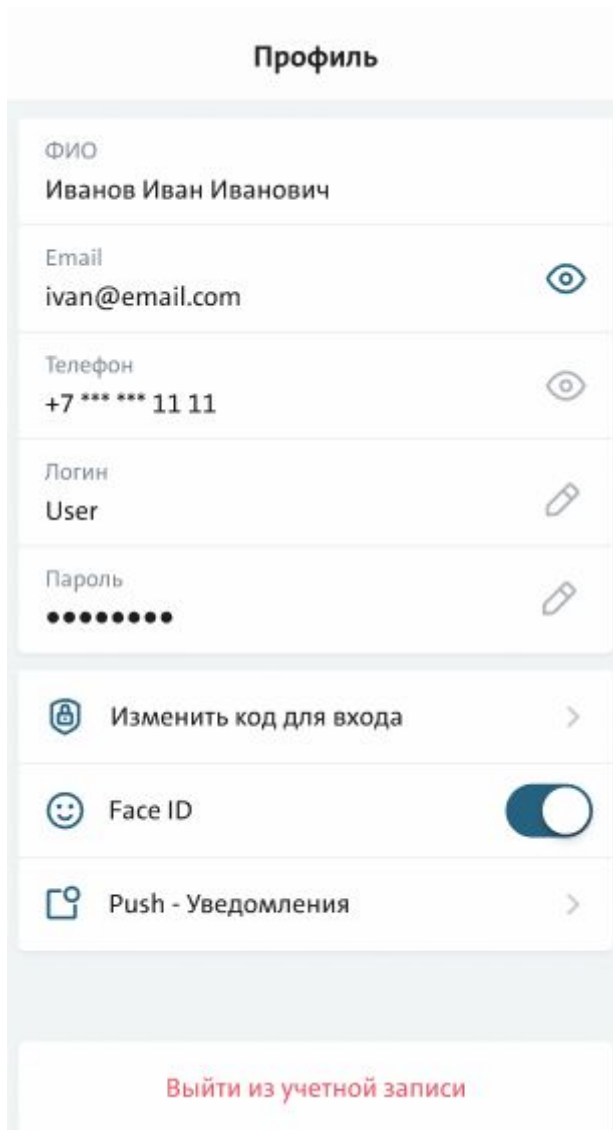 Профиль
ФИО
Иванов Иван Иванович
Email
ivan@email.com
Телефон
+7 *** *** 11 11
Логин
User
Пароль
●●●●●●●●
Изменить код для входа
Face ID
Push - Уведомления
Выйти из учетной записи